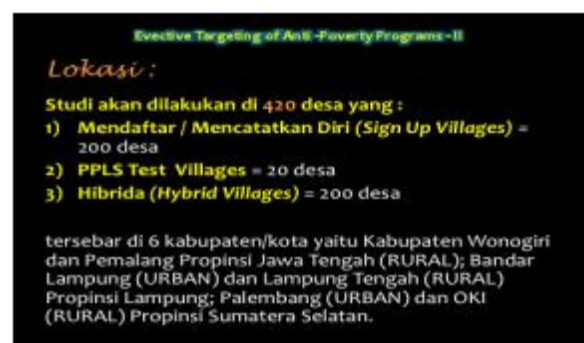 Evective Targeting of Anti -Poverty Programs - II
Lokasi :
Studi akan dilakukan di 420 desa yang :
1) Mendaftar / Mencatatkan Diri (Sign Up Villages) =
200 desa
2) PPLS Test Villages = 20 desa
3) Hibrida (Hybrid Villages) = 200 desa
tersebar di 6 kabupaten/kota yaitu Kabupaten Wonogiri
dan Pemalang Propinsi Jawa Tengah (RURAL); Bandar
Lampung (URBAN) dan Lampung Tengah (RURAL)
Propinsi Lampung; Palembang (URBAN) dan OKI
(RURAL) Propinsi Sumatera Selatan.